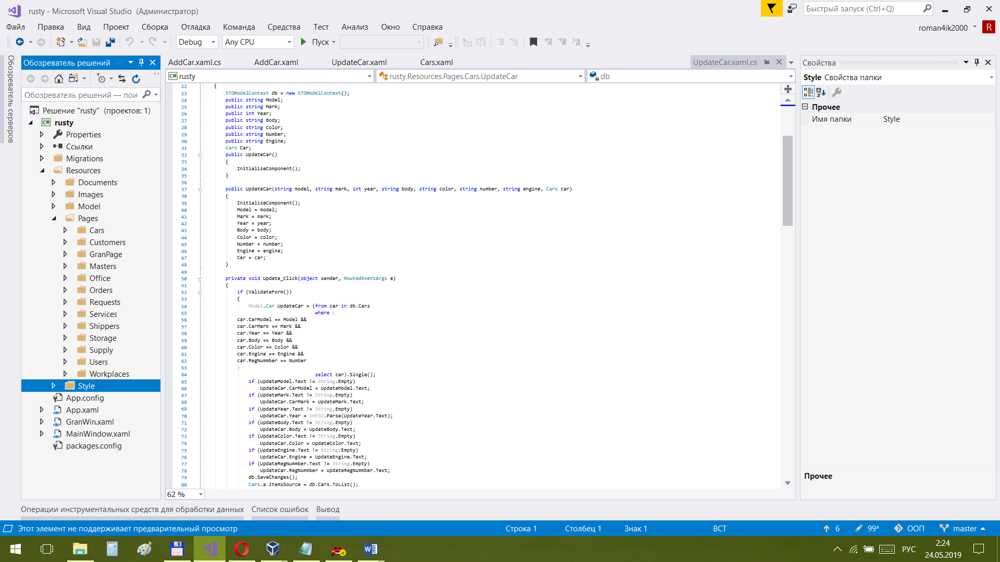 rusty - Microsoft Visual Studio (Администратор)
Быстрый запуск (Ctrl+Q)
Файл Правка Вид Проект Сборка Отладка Команда Средства Тест Анализ Окно Справка
roman4ik2000 R
Debug Any CPU Пуск
Обозреватель серверов
Обозреватель решений
Обозреватель решений — пои
Решение "rusty" (проектов: 1)
rusty
Properties
Ссылки
Migrations
Resources
Documents
Images
Model
Pages
Cars
Customers
GranPage
Masters
Office
Orders
Requests
Services
Shippers
Storage
Supply
Users
Workplaces
Style
App.config
App.xaml
GranWin.xaml
MainWindow.xaml
packages.config
AddCar.xaml.cs AddCar.xaml UpdateCar.xaml Cars.xaml UpdateCar.xaml.cs
C# rusty rusty.Resources.Pages.Cars.UpdateCar db
22 {
23 STOModelContext db = new STOModelContext();
24 public string Model;
25 public string Mark;
26 public int Year;
27 public string Body;
28 public string Color;
29 public string Number;
30 public string Engine;
31 Cars Car;
32 public UpdateCar()
33 {
34 InitializeComponent();
35 }
36
37 public UpdateCar(string model, string mark, int year, string body, string color, string number, string engine, Cars car)
38 {
39 InitializeComponent();
40 Model = model;
41 Mark = mark;
42 Year = year;
43 Body = body;
44 Color = color;
45 Number = number;
46 Engine = engine;
47 Car = car;
48 }
49
50 private void Update_Click(object sender, RoutedEventArgs e)
51 {
52 if (ValidateForm())
53 {
54 Model.Car UpdateCar = (from car in db.Cars
55 where (
56 car.CarModel == Model &&
57 car.CarMark == Mark &&
58 car.Year == Year &&
59 car.Body == Body &&
60 car.Color == Color &&
61 car.Engine == Engine &&
62 car.RegNummber == Number
63 )
64 select car).Single();
65 if (UpdateModel.Text != String.Empty)
66 UpdateCar.CarModel = UpdateModel.Text;
67 if (UpdateMark.Text != String.Empty)
68 UpdateCar.CarMark = UpdateMark.Text;
69 if (UpdateYear.Text != String.Empty)
70 UpdateCar.Year = Int32.Parse(UpdateYear.Text);
71 if (UpdateBody.Text != String.Empty)
72 UpdateCar.Body = UpdateBody.Text;
73 if (UpdateColor.Text != String.Empty)
74 UpdateCar.Color = UpdateColor.Text;
75 if (UpdateEngine.Text != String.Empty)
76 UpdateCar.Engine = UpdateEngine.Text;
77 if (UpdateRegNummber.Text != String.Empty)
78 UpdateCar.RegNummber = UpdateRegNummber.Text;
79 db.SaveChanges();
80 Cars.a.ItemsSource = db.Cars.ToList();
62 %
Свойства
Style Свойства папки
Прочее
Имя папки Style
Прочее
Операции инструментальных средств для обработки данных Список ошибок Вывод
Этот элемент не поддерживает предварительный просмотр Строка 1 Столбец 1 Знак 1 ВСТ 6 99* ООП master
РУС
2:24
24.05.2019